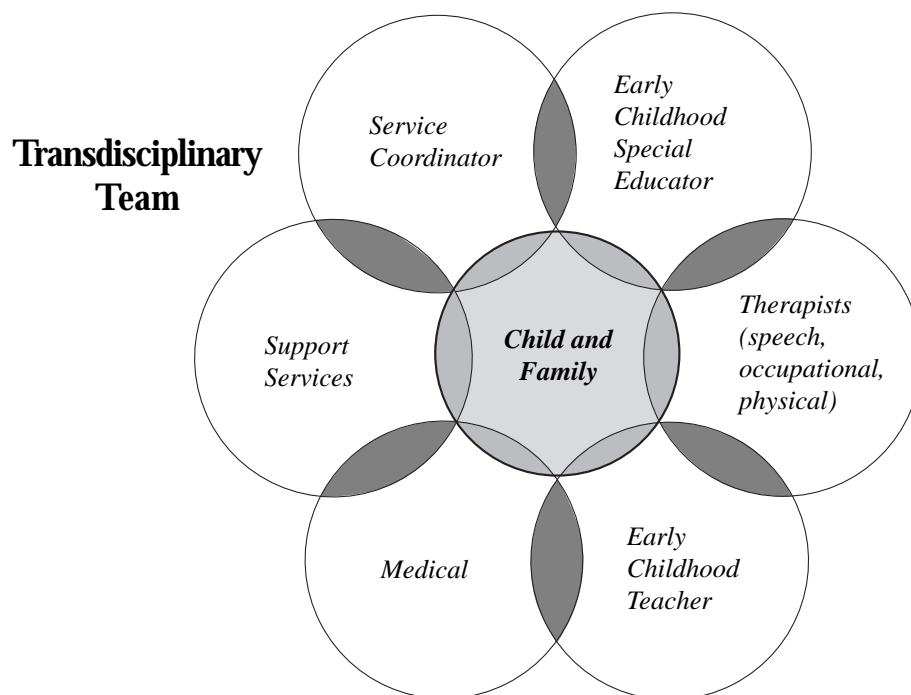 Transdisciplinary
Team
Service
Coordinator
Early
Childhood
Special
Educator
Support
Services
Child and
Family
Therapists
(speech,
occupational,
physical)
Medical
Early
Childhood
Teacher